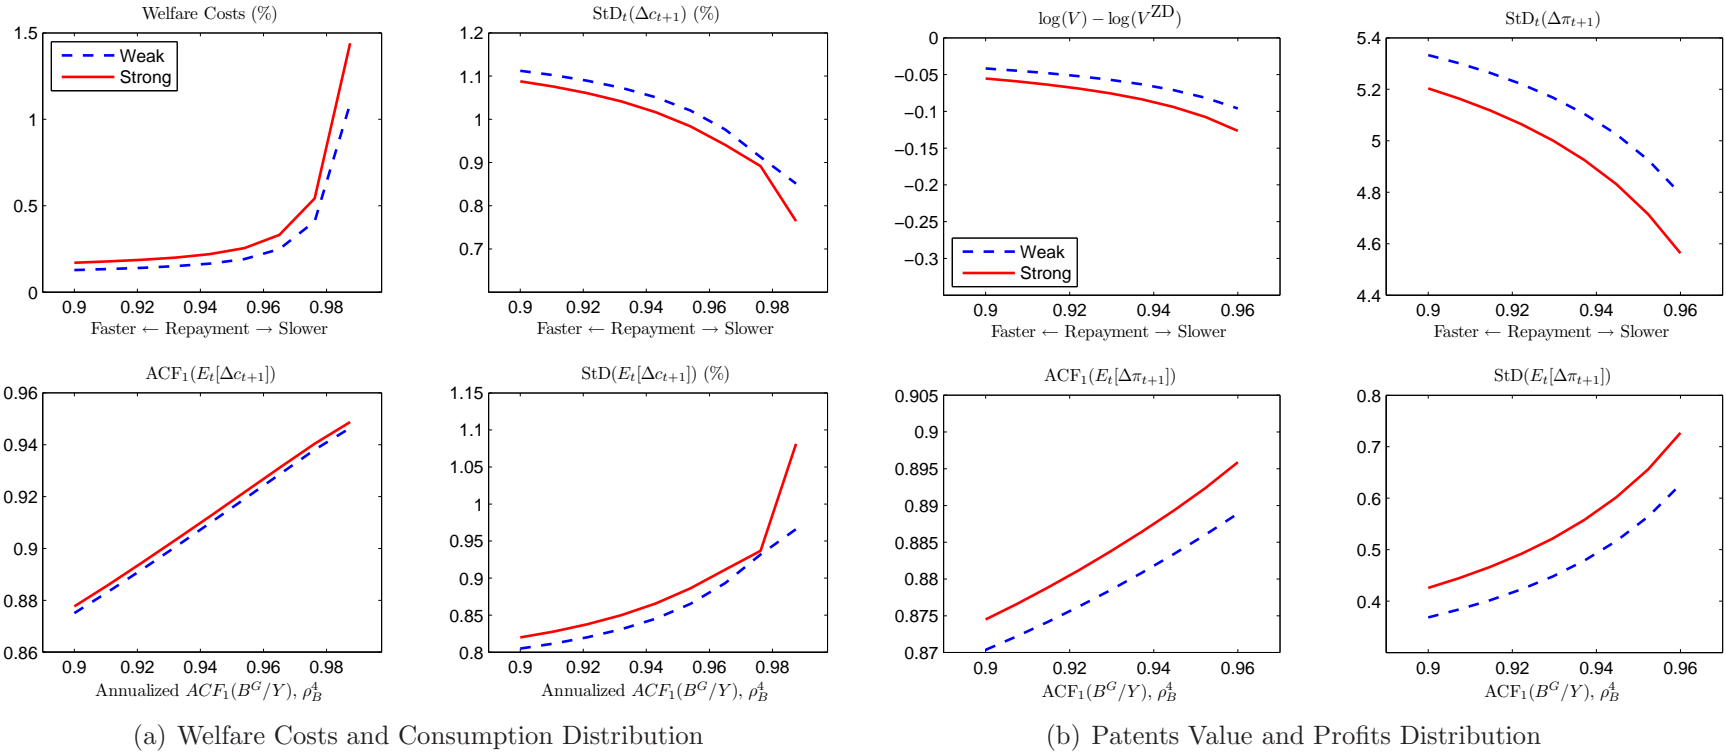 Welfare Costs (%)
1.5
1
0.5
0
Weak
Strong
0.9 0.92 0.94 0.96 0.98
Faster ← Repayment → Slower
StD_t(Δc_{t+1}) (%)
1.2
1.1
1
0.9
0.8
0.7
0.9 0.92 0.94 0.96 0.98
Faster ← Repayment → Slower
ACF_1(E_t[Δc_{t+1}])
0.96
0.94
0.92
0.9
0.88
0.86
0.9 0.92 0.94 0.96 0.98
Annualized ACF_1(B^G/Y), ρ_B^4
StD(E_t[Δc_{t+1}]) (%)
1.15
1.1
1.05
1
0.95
0.9
0.85
0.8
0.9 0.92 0.94 0.96 0.98
Annualized ACF_1(B^G/Y), ρ_B^4
(a) Welfare Costs and Consumption Distribution
log(V) − log(V^{ZD})
0
−0.05
−0.1
−0.15
−0.2
−0.25
−0.3
Weak
Strong
0.9 0.92 0.94 0.96
Faster ← Repayment → Slower
StD_t(Δπ_{t+1})
5.4
5.2
5
4.8
4.6
4.4
0.9 0.92 0.94 0.96
Faster ← Repayment → Slower
ACF_1(E_t[Δπ_{t+1}])
0.905
0.9
0.895
0.89
0.885
0.88
0.875
0.87
0.9 0.92 0.94 0.96
ACF_1(B^G/Y), ρ_B^4
StD(E_t[Δπ_{t+1}])
0.8
0.7
0.6
0.5
0.4
0.9 0.92 0.94 0.96
ACF_1(B^G/Y), ρ_B^4
(b) Patents Value and Profits Distribution